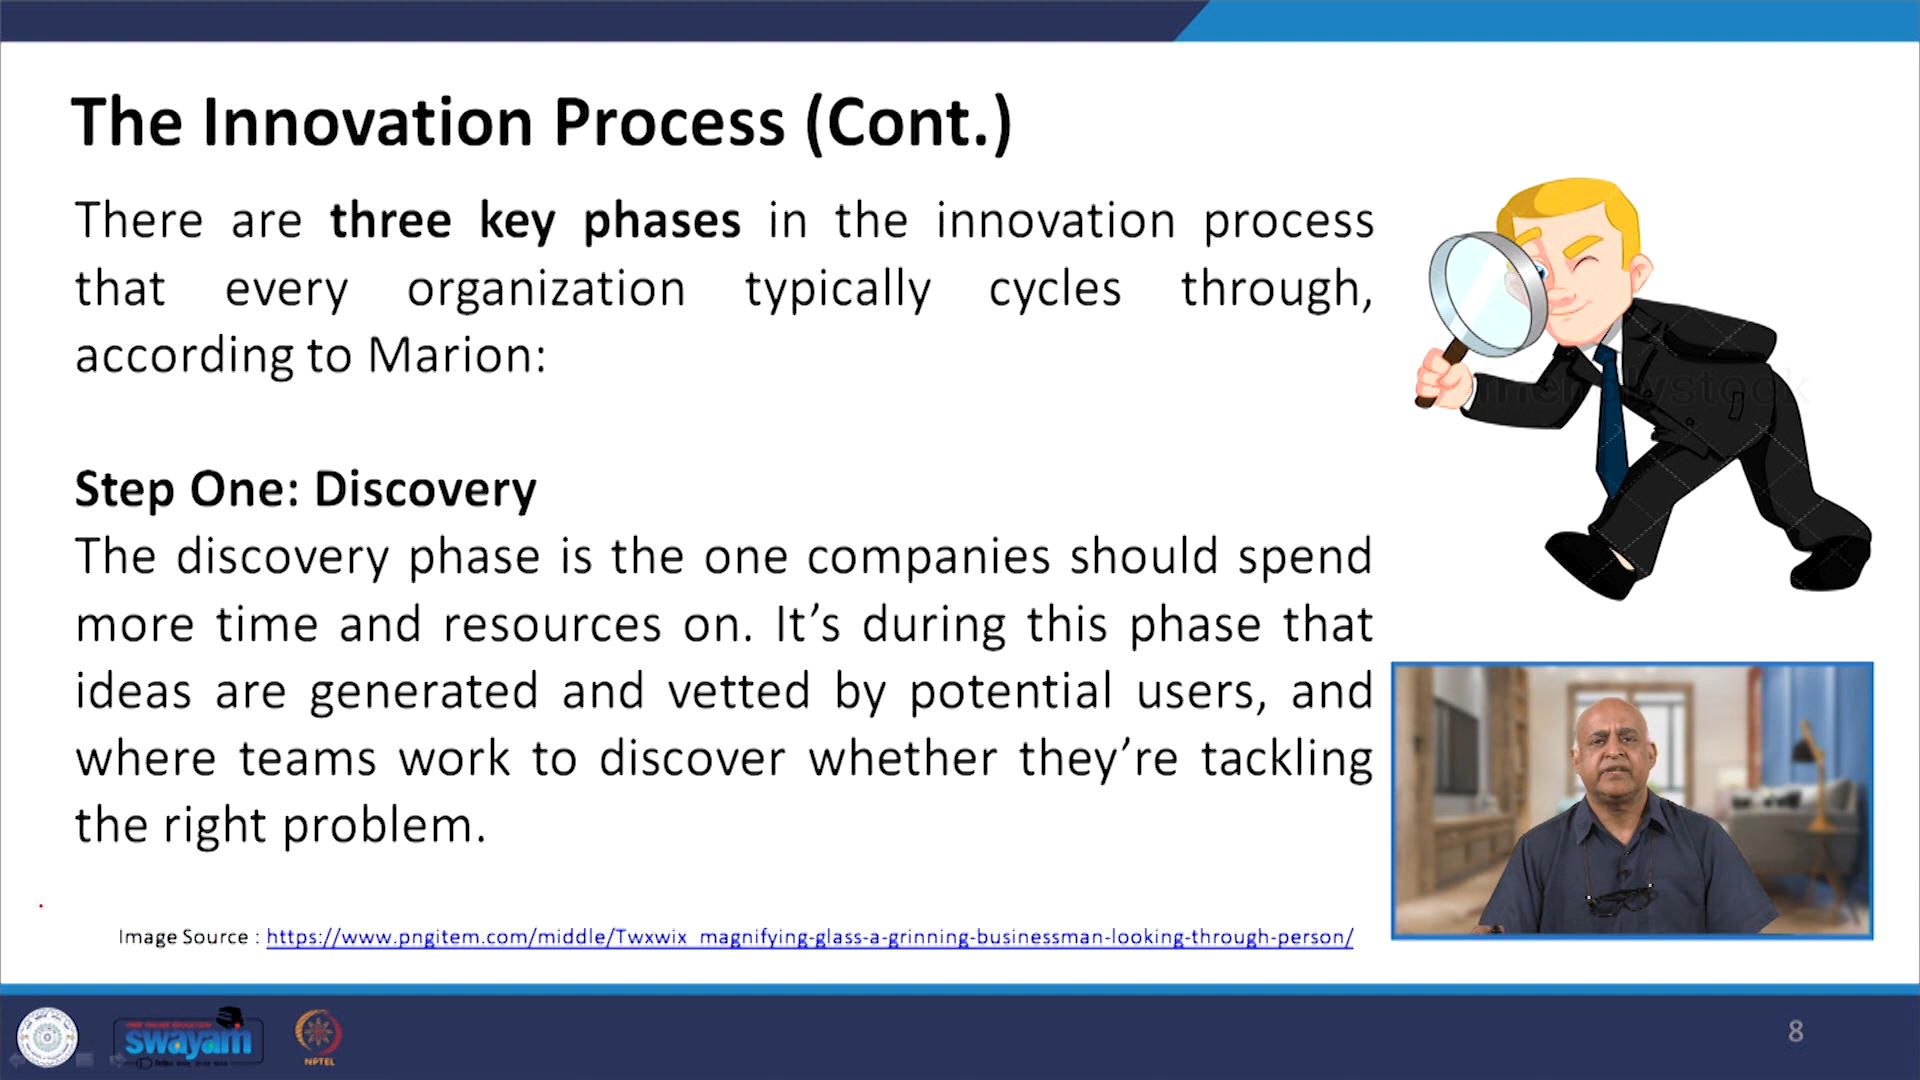 The Innovation Process (Cont.)
There are three key phases in the innovation process
that every organization typically cycles through,
according to Marion:
Step One: Discovery
The discovery phase is the one companies should spend
more time and resources on. It’s during this phase that
ideas are generated and vetted by potential users, and
where teams work to discover whether they’re tackling
the right problem.
Image Source : https://www.pngitem.com/middle/Twxwix_magnifying-glass-a-grinning-businessman-looking-through-person/
swayam
NPTEL
8